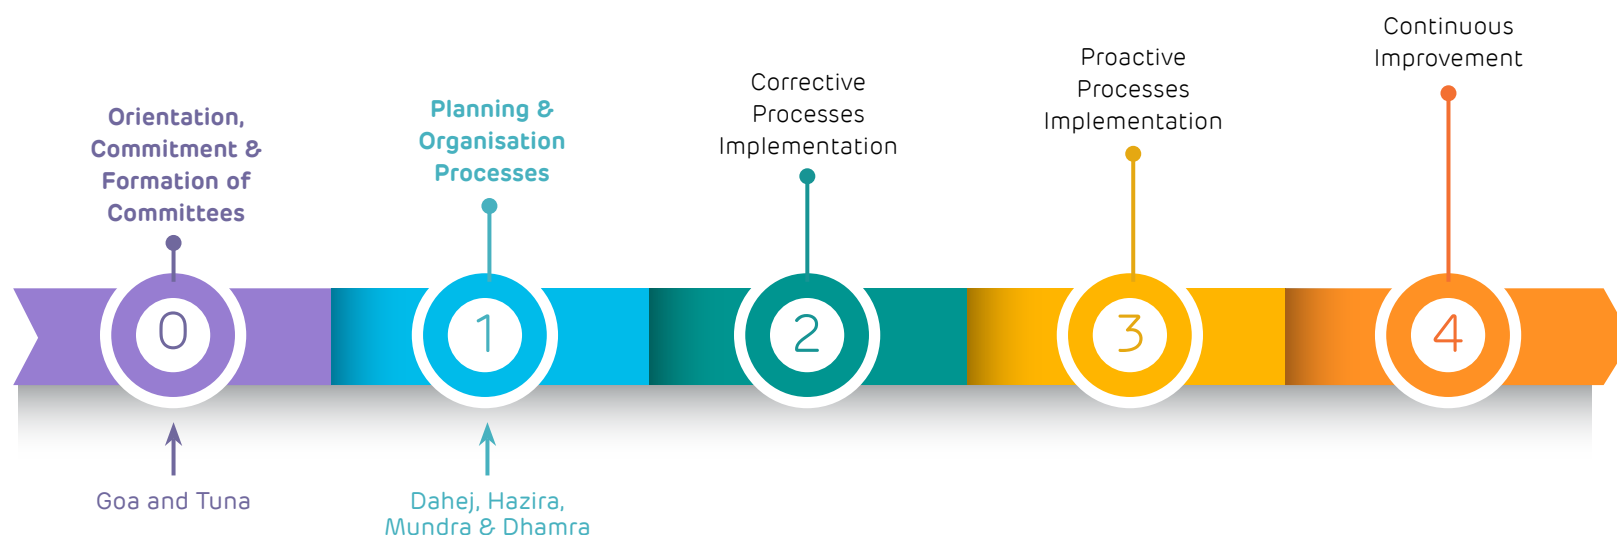 Orientation,
Commitment &
Formation of
Committees
Planning &
Organisation
Processes
Corrective
Processes
Implementation
Proactive
Processes
Implementation
Continuous
Improvement
0
1
2
3
4
Goa and Tuna
Dahej, Hazira,
Mundra & Dhamra